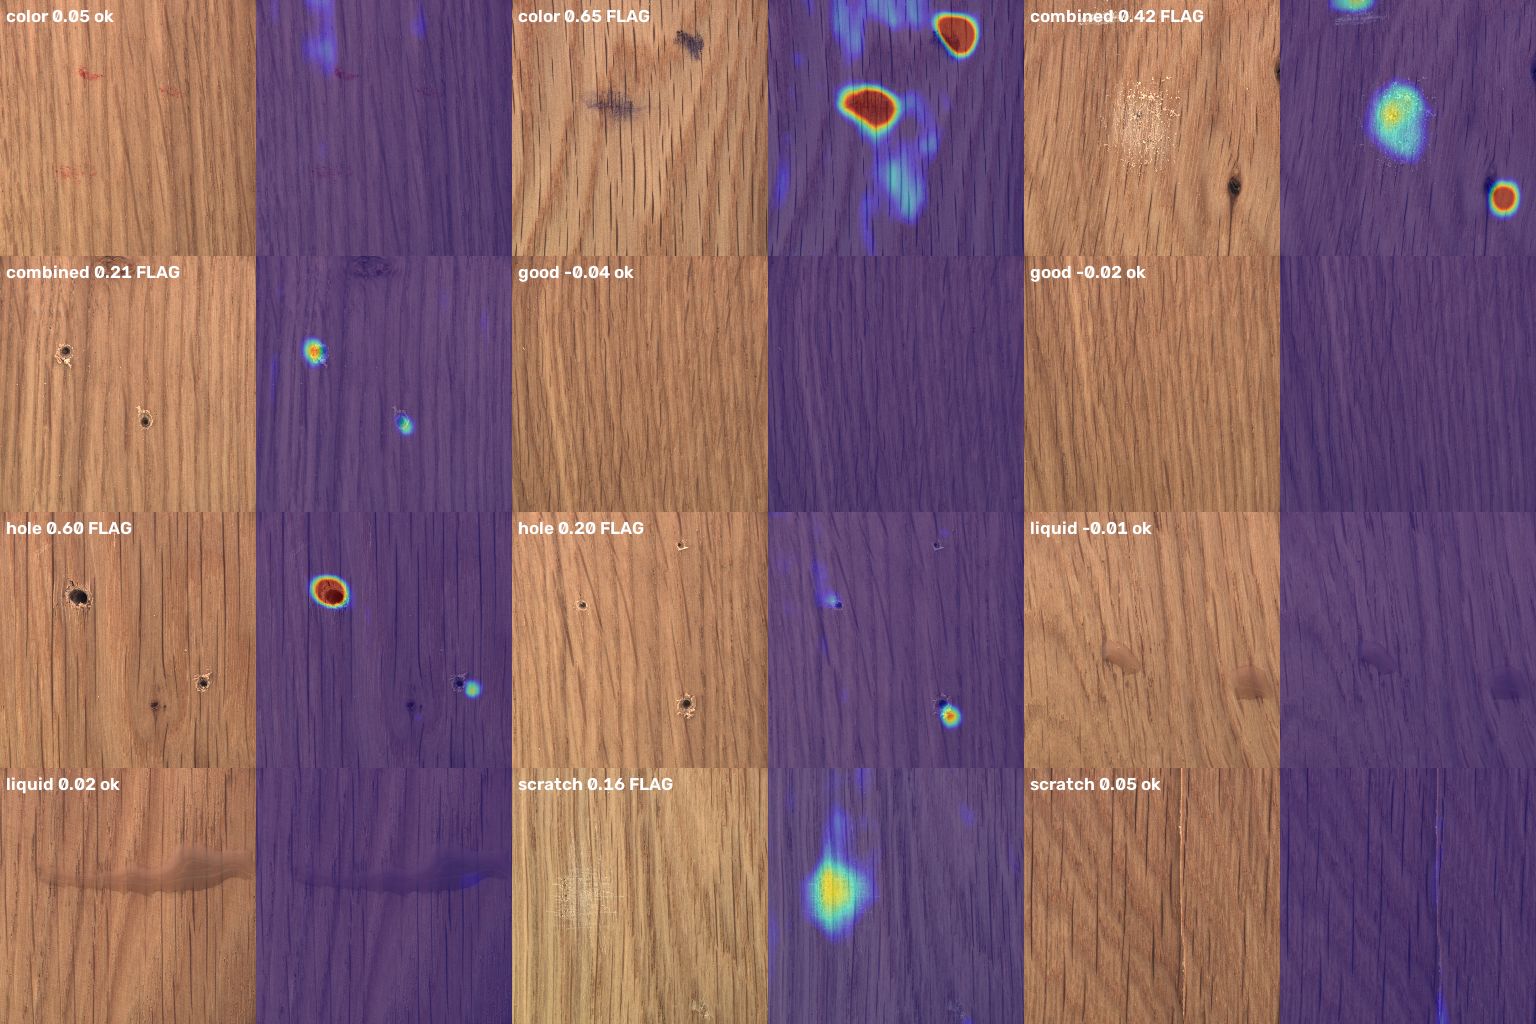 color 0.05 ok
color 0.65 FLAG
combined 0.42 FLAG
combined 0.21 FLAG
good -0.04 ok
good -0.02 ok
hole 0.60 FLAG
hole 0.20 FLAG
liquid -0.01 ok
liquid 0.02 ok
scratch 0.16 FLAG
scratch 0.05 ok